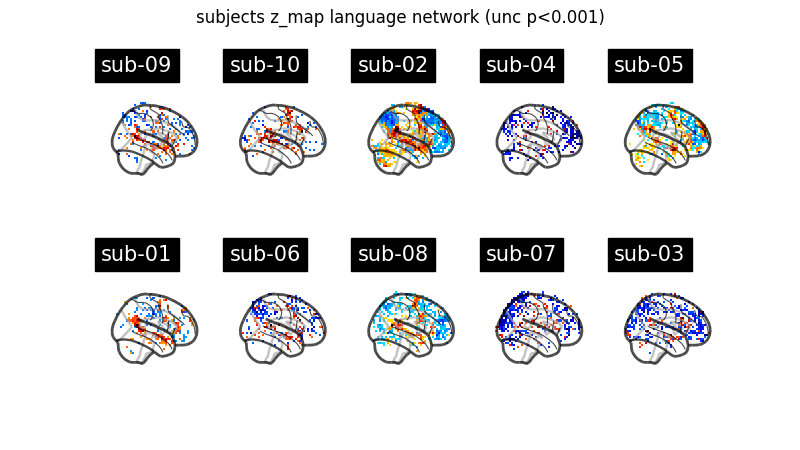 subjects z_map language network (unc p<0.001)
sub-09 sub-10 sub-02 sub-04 sub-05
sub-01 sub-06 sub-08 sub-07 sub-03